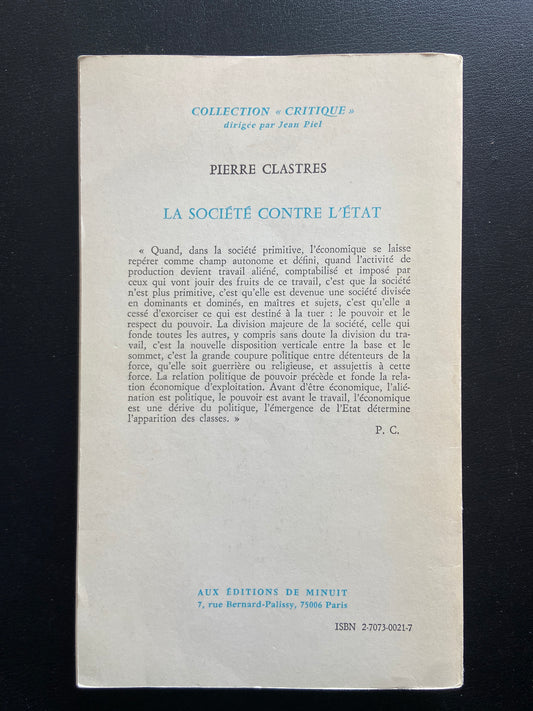 COLLECTION « CRITIQUE »
dirigée par Jean Piel
PIERRE CLASTRES
LA SOCIÉTÉ CONTRE L'ÉTAT
« Quand, dans la société primitive, l'économique se laisse
repérer comme champ autonome et défini, quand l'activité de
production devient travail aliéné, comptabilisé et imposé par
ceux qui vont jouir des fruits de ce travail, c'est que la société
n'est plus primitive, c'est qu'elle est devenue une société divisée
en dominants et dominés, en maîtres et sujets, c'est qu'elle a
cessé d'exorciser ce qui est destiné à la tuer : le pouvoir et le
respect du pouvoir. La division majeure de la société, celle qui
fonde toutes les autres, y compris sans doute la division du tra-
vail, c'est la nouvelle disposition verticale entre la base et le
sommet, c'est la grande coupure politique entre détenteurs de la
force, qu'elle soit guerrière ou religieuse, et assujettis à cette
force. La relation politique de pouvoir précède et fonde la rela-
tion économique d'exploitation. Avant d'être économique, l'alié-
nation est politique, le pouvoir est avant le travail, l'économique
est une dérive du politique, l'émergence de l'Etat détermine
l'apparition des classes. »
P. C.
AUX ÉDITIONS DE MINUIT
7, rue Bernard-Palissy, 75006 Paris
ISBN 2-7073-0021-7